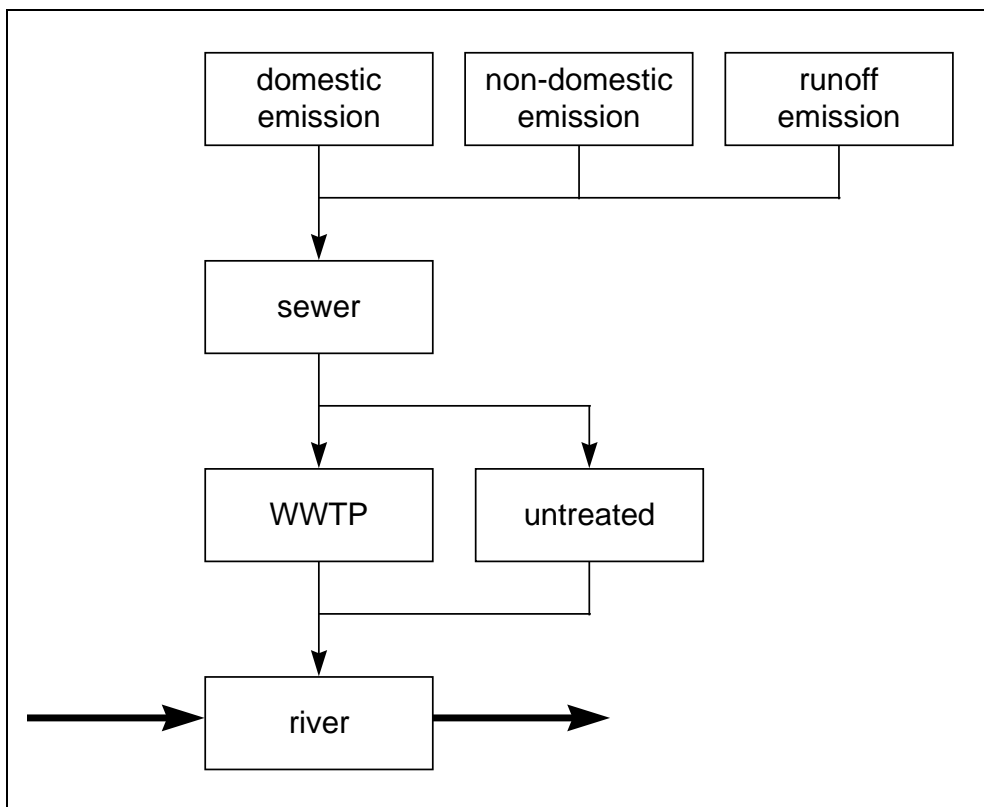 domestic
emission
non-domestic
emission
runoff
emission
sewer
WWTP
untreated
river